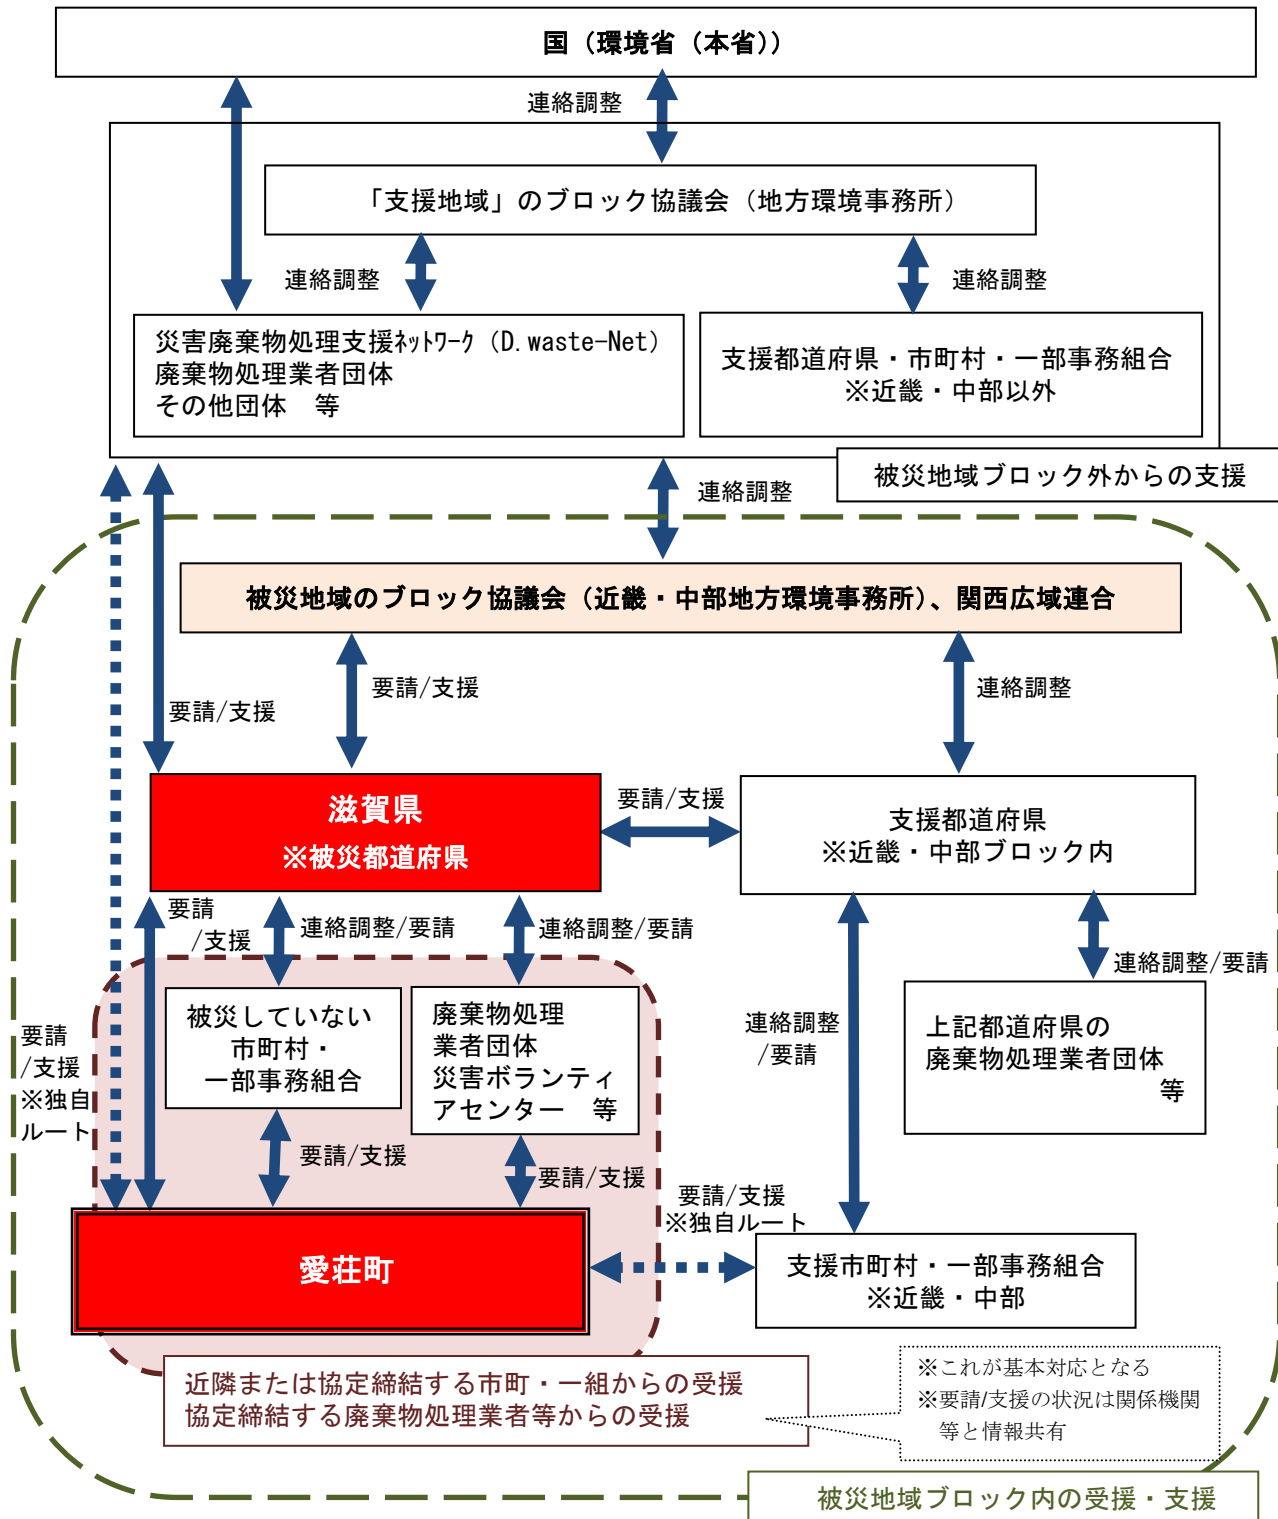 国（環境省（本省））
連絡調整
「支援地域」のブロック協議会（地方環境事務所）
連絡調整
連絡調整
災害廃棄物処理支援ﾈｯﾄﾜｰｸ（D.waste-Net）
廃棄物処理業者団体
その他団体　等
支援都道府県・市町村・一部事務組合
※近畿・中部以外
被災地域ブロック外からの支援
連絡調整
被災地域のブロック協議会（近畿・中部地方環境事務所）、関西広域連合
要請/支援
要請/支援
連絡調整
滋賀県
※被災都道府県
要請/支援
支援都道府県
※近畿・中部ブロック内
要請
/支援
連絡調整/要請
連絡調整/要請
連絡調整/要請
被災していない
市町村・
一部事務組合
廃棄物処理
業者団体
災害ボランティ
アセンター　等
連絡調整
/要請
上記都道府県の
廃棄物処理業者団体
等
要請
/支援
※独自
ルート
要請/支援
要請/支援
要請/支援
※独自ルート
愛荘町
支援市町村・一部事務組合
※近畿・中部
近隣または協定締結する市町・一組からの受援
協定締結する廃棄物処理業者等からの受援
※これが基本対応となる
※要請/支援の状況は関係機関
等と情報共有
被災地域ブロック内の受援・支援